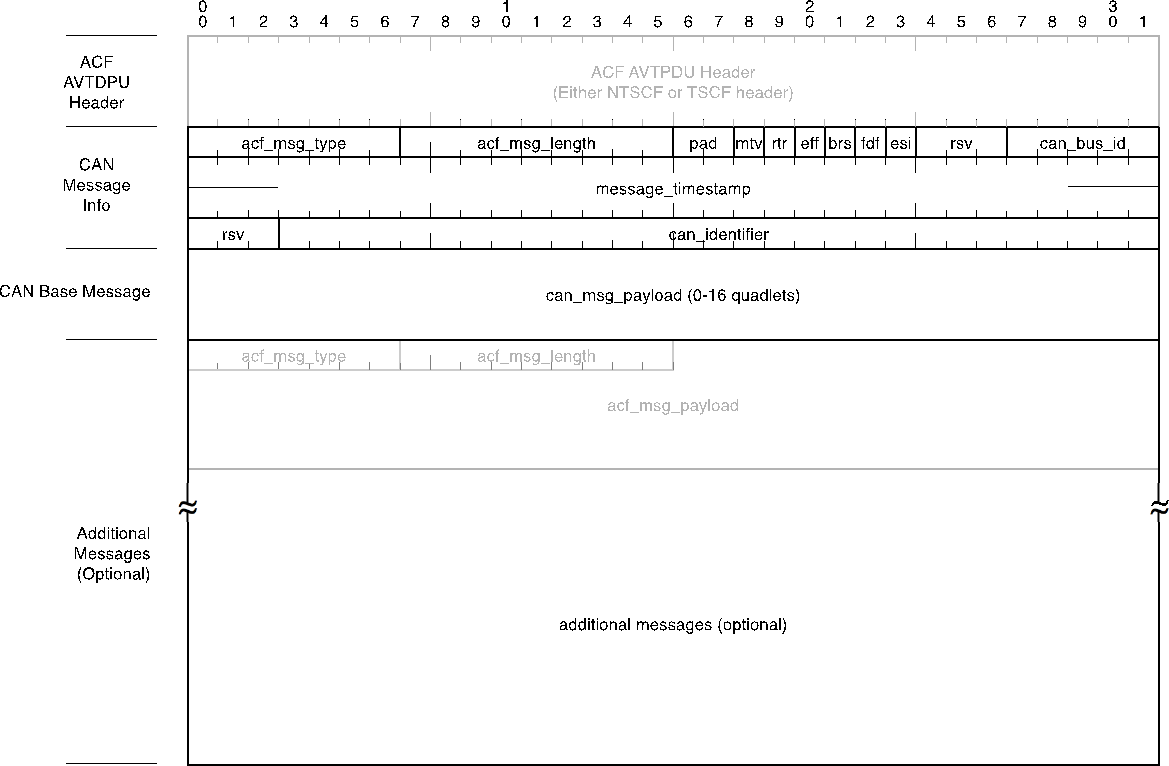 0 1 2 3
0 1 2 3 4 5 6 7 8 9 0 1 2 3 4 5 6 7 8 9 0 1 2 3 4 5 6 7 8 9 0 1
ACF
AVTDPU
Header
ACF AVTPDU Header
(Either NTSCF or TSCF header)
CAN
Message
Info
acf_msg_type acf_msg_length pad mtv rtr eff brs fdf esi rsv can_bus_id
message_timestamp
rsv can_identifier
CAN Base Message
can_msg_payload (0-16 quadlets)
acf_msg_type acf_msg_length
acf_msg_payload
Additional
Messages
(Optional)
additional messages (optional)